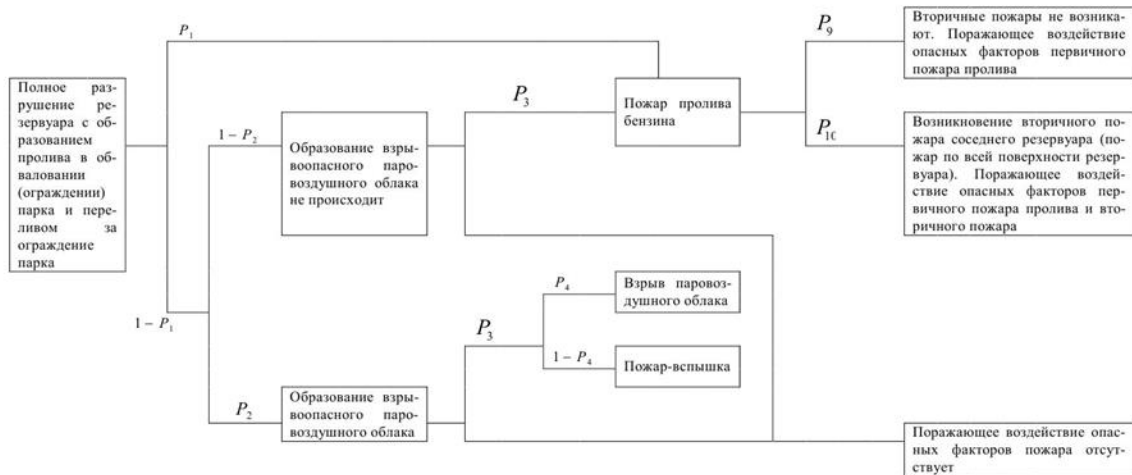 P₁
P₉
Вторичные пожары не возника-
ют. Поражающее воздействие
опасных факторов первичного
пожара пролива
Полное раз-
рушение ре-
зервуара с об-
разованием
пролива в об-
валовании
(ограждении)
парка и пере-
ливом за
ограждение
парка
1 – P₂
Образование взры-
воопасного паро-
воздушного облака
не происходит
P₃
Пожар пролива
бензина
P₁₀
Возникновение вторичного по-
жара соседнего резервуара (по-
жар по всей поверхности резер-
вуара). Поражающее воздей-
ствие опасных факторов пер-
вичного пожара пролива и вто-
ричного пожара
1 – P₁
P₃
P₄
Взрыв паровоз-
душного облака
1 – P₄
Пожар-вспышка
P₂
Образование взры-
воопасного паро-
воздушного облака
Поражающее воздействие опас-
ных факторов пожара отсут-
ствует